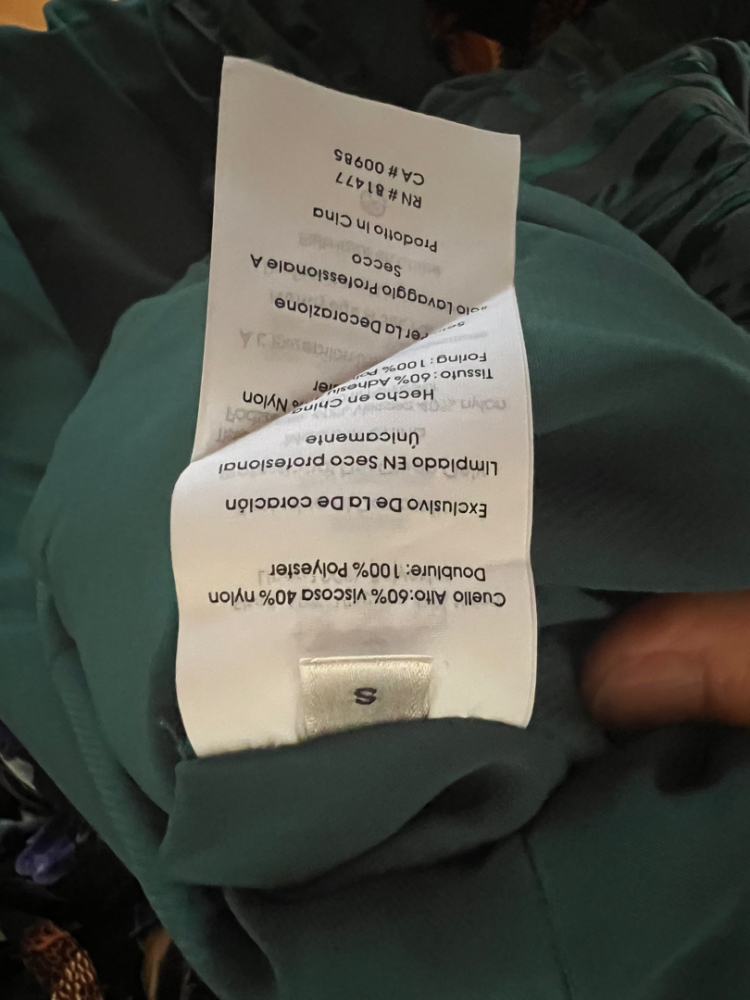 S
Cuello Alto:60% viscosa 40% nylon
Doublure: 100% Polyester
Exclusivo De La De coración
Limpiado EN Seco profesional
Únicamente
Hecho en China
Tissuto: 60% Nylon
Foring: 100%
La Decorazione
Lavaggio Professionale A
Secco
Prodotto In Cina
RN # 81477
CA # 00985